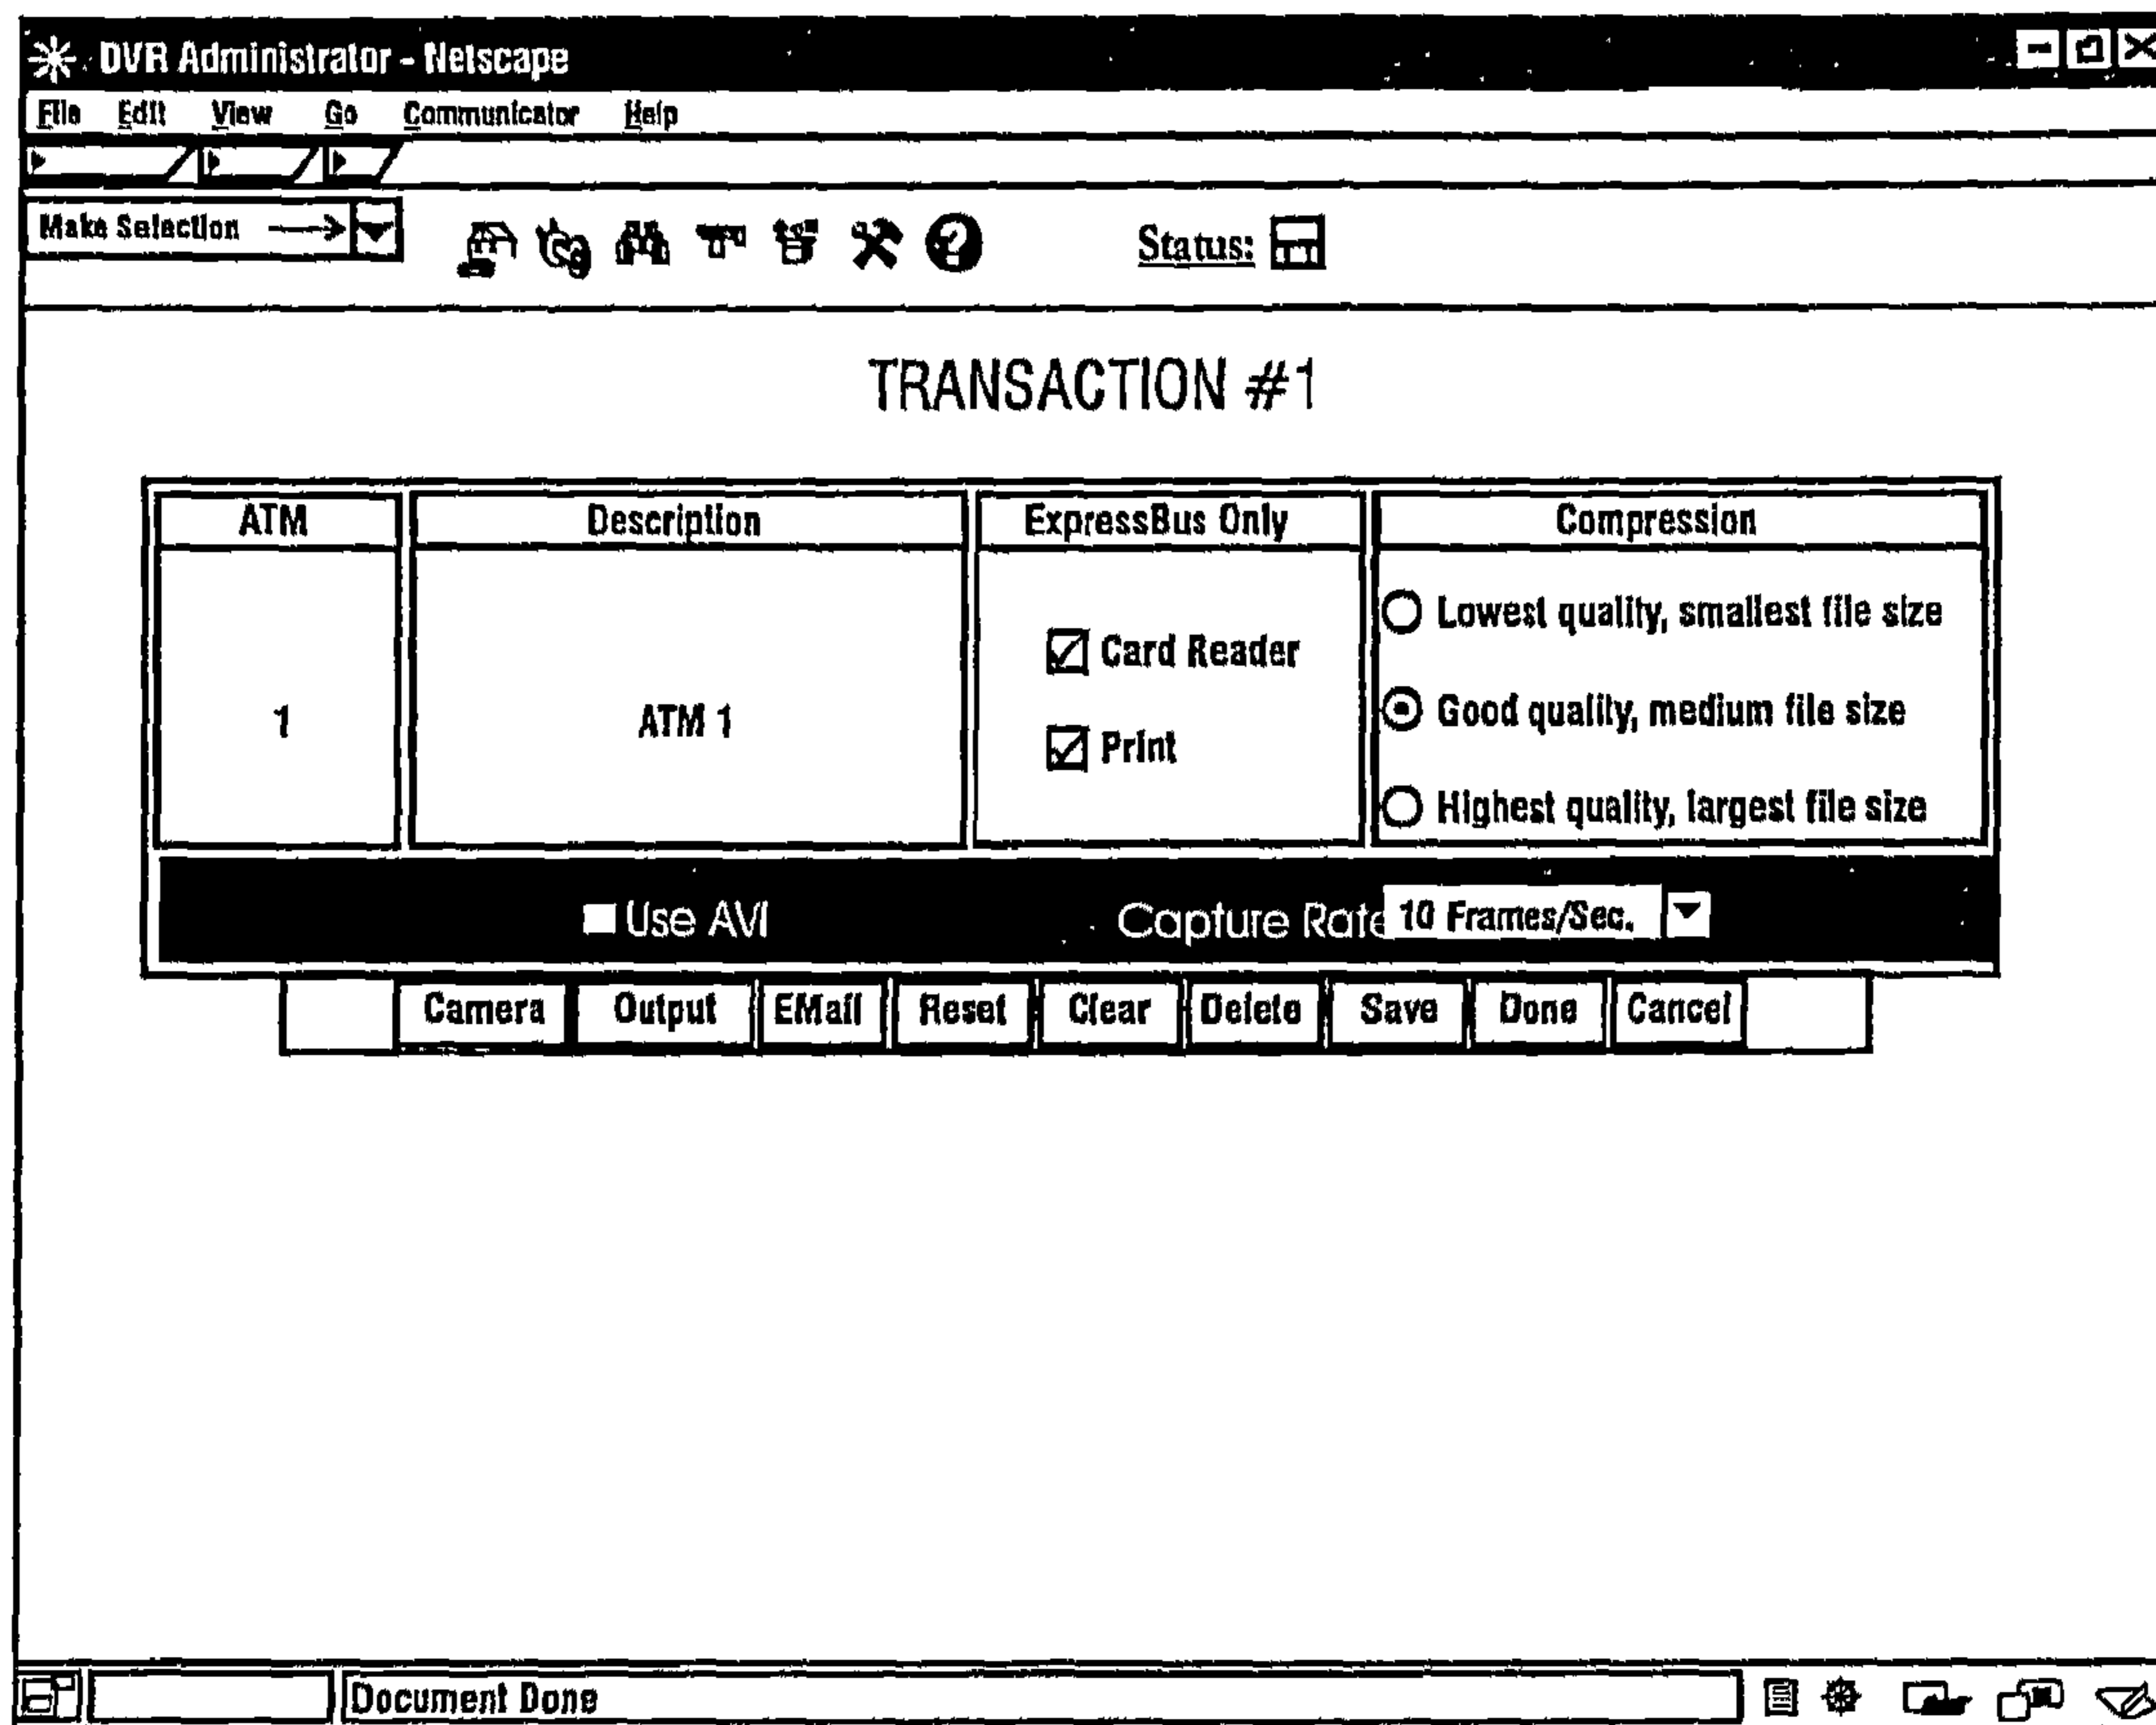 DVR Administrator - Netscape
File Edit View Go Communicator Help
Make Selection
Status:
TRANSACTION #1
ATM Description ExpressBus Only Compression
Lowest quality, smallest file size
Card Reader
1 ATM 1 Good quality, medium file size
Print
Highest quality, largest file size
Use AVI Capture Rate 10 Frames/Sec.
Camera Output EMail Reset Clear Delete Save Done Cancel
Document Done